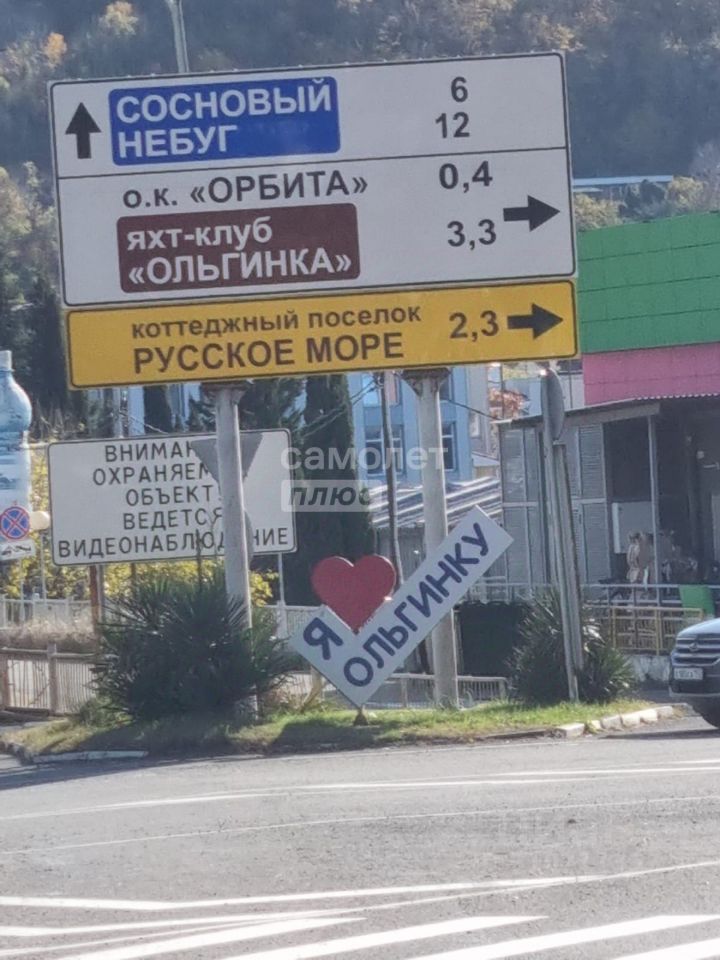 СОСНОВЫЙ 6
НЕБУГ 12
о.к. «ОРБИТА» 0,4
яхт-клуб
«ОЛЬГИНКА» 3,3
коттеджный поселок
РУССКОЕ МОРЕ 2,3
ОБЪЕКТ
ВЕДЕТСЯ
ВИДЕОНАБЛЮДЕНИЕ
самолет
плюс
Я
ОЛЬГИНКУ